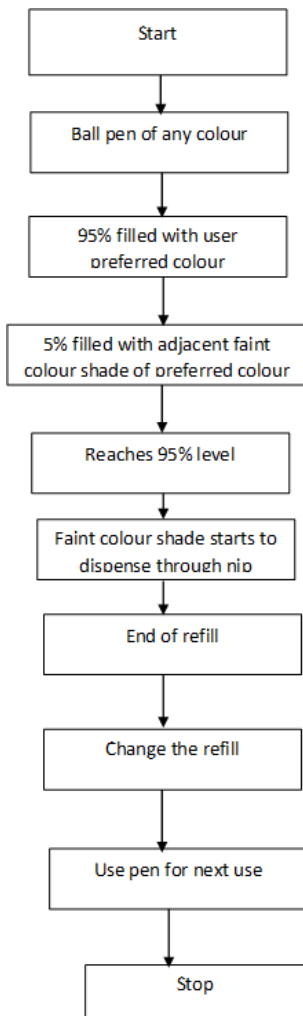 Start
Ball pen of any colour
95% filled with user
preferred colour
5% filled with adjacent faint
colour shade of preferred colour
Reaches 95% level
Faint colour shade starts to
dispense through nip
End of refill
Change the refill
Use pen for next use
Stop